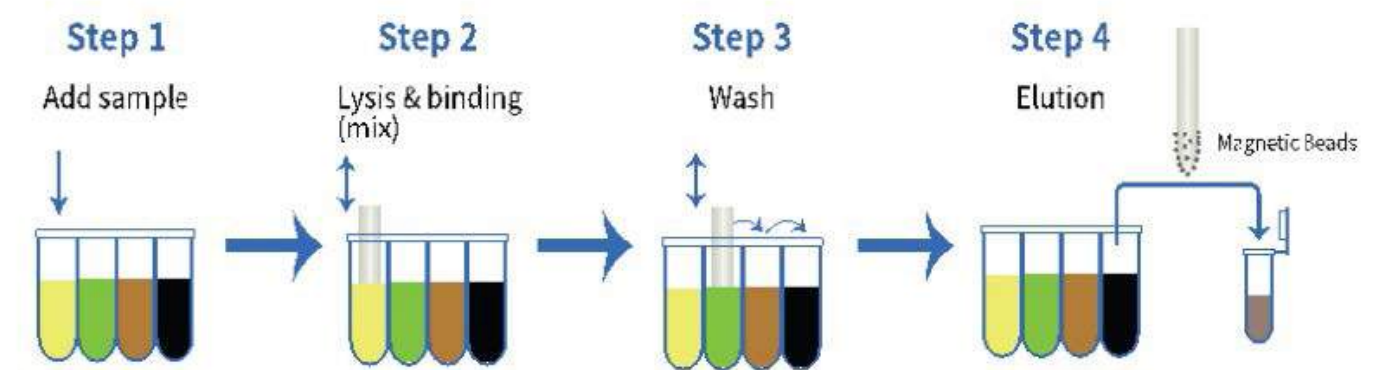 Step 1
Add sample
Step 2
Lysis & binding
(mix)
Step 3
Wash
Step 4
Elution
Magnetic Beads